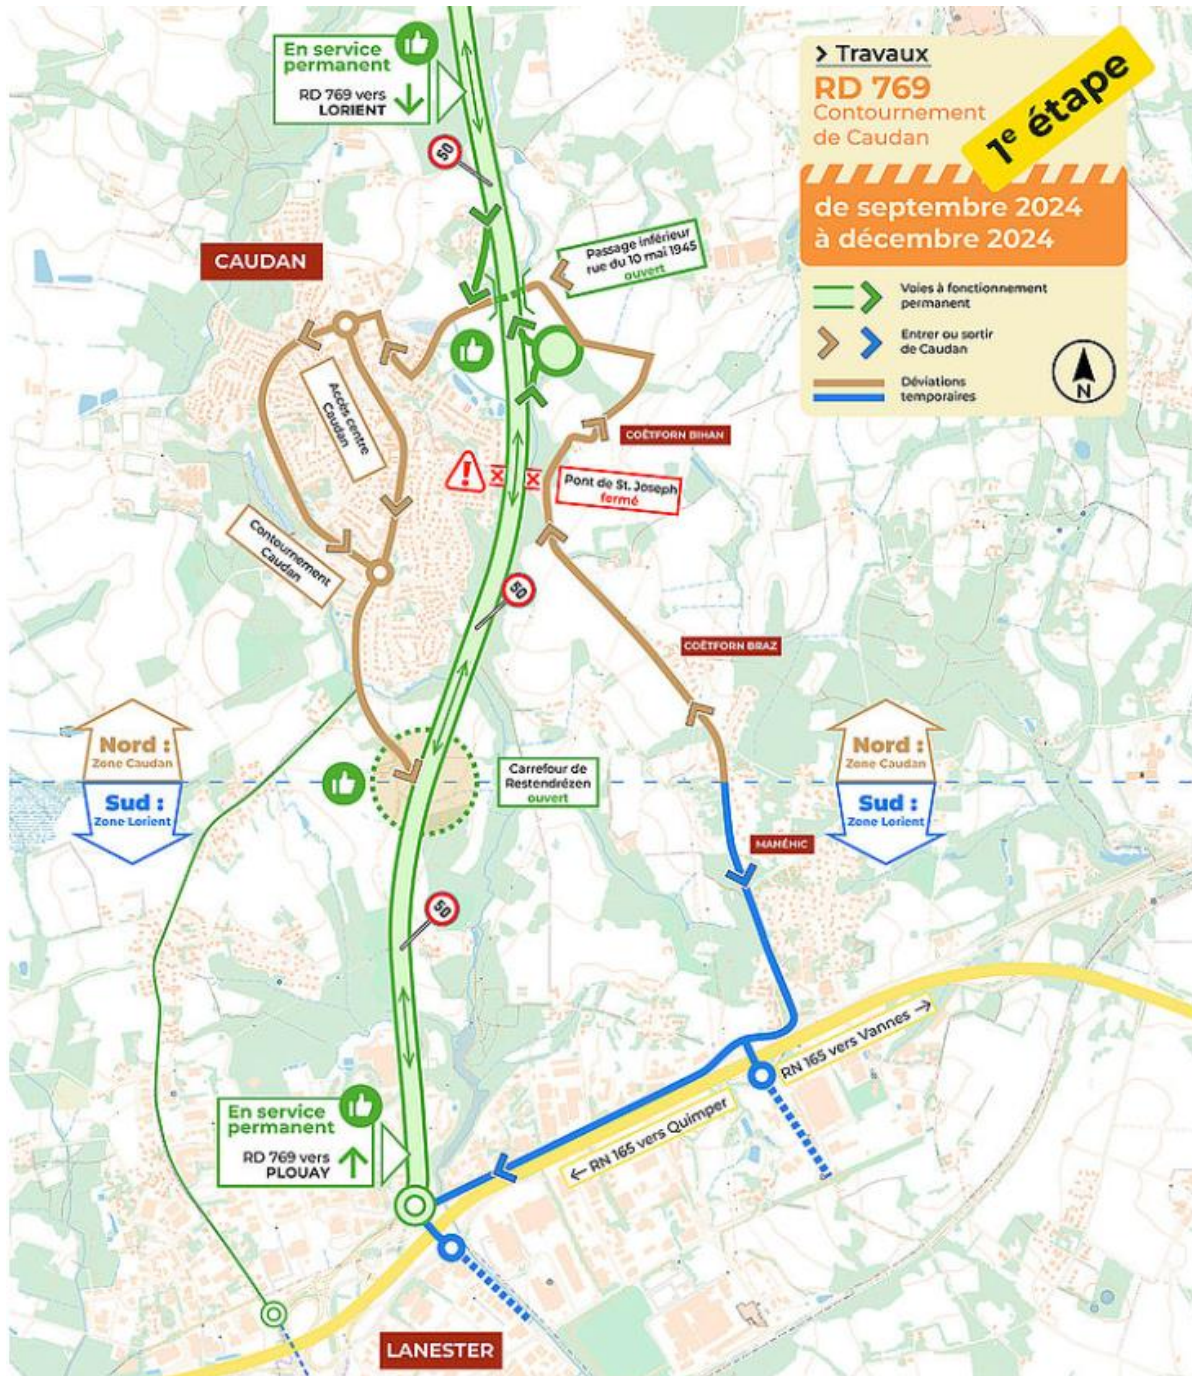 En service
permanent
RD 769 vers
LORIENT
> Travaux
RD 769
Contournement
de Caudan
1e étape
de septembre 2024
à décembre 2024
Voies à fonctionnement
permanent
Entrer ou sortir
de Caudan
Déviations
temporaires
N
50
CAUDAN
Passage inférieur
rue du 10 mai 1945
ouvert
Accès centre
Caudan
COËTFORN BIHAN
Pont de St. Joseph
fermé
Contournement
Caudan
50
COËTFORN BRAZ
Nord :
Zone Caudan
Sud :
Zone Lorient
Carrefour de
Restendrézen
ouvert
Nord :
Zone Caudan
Sud :
Zone Lorient
MANÉHIC
50
RN 165 vers Vannes →
← RN 165 vers Quimper
En service
permanent
RD 769 vers
PLOUAY
LANESTER